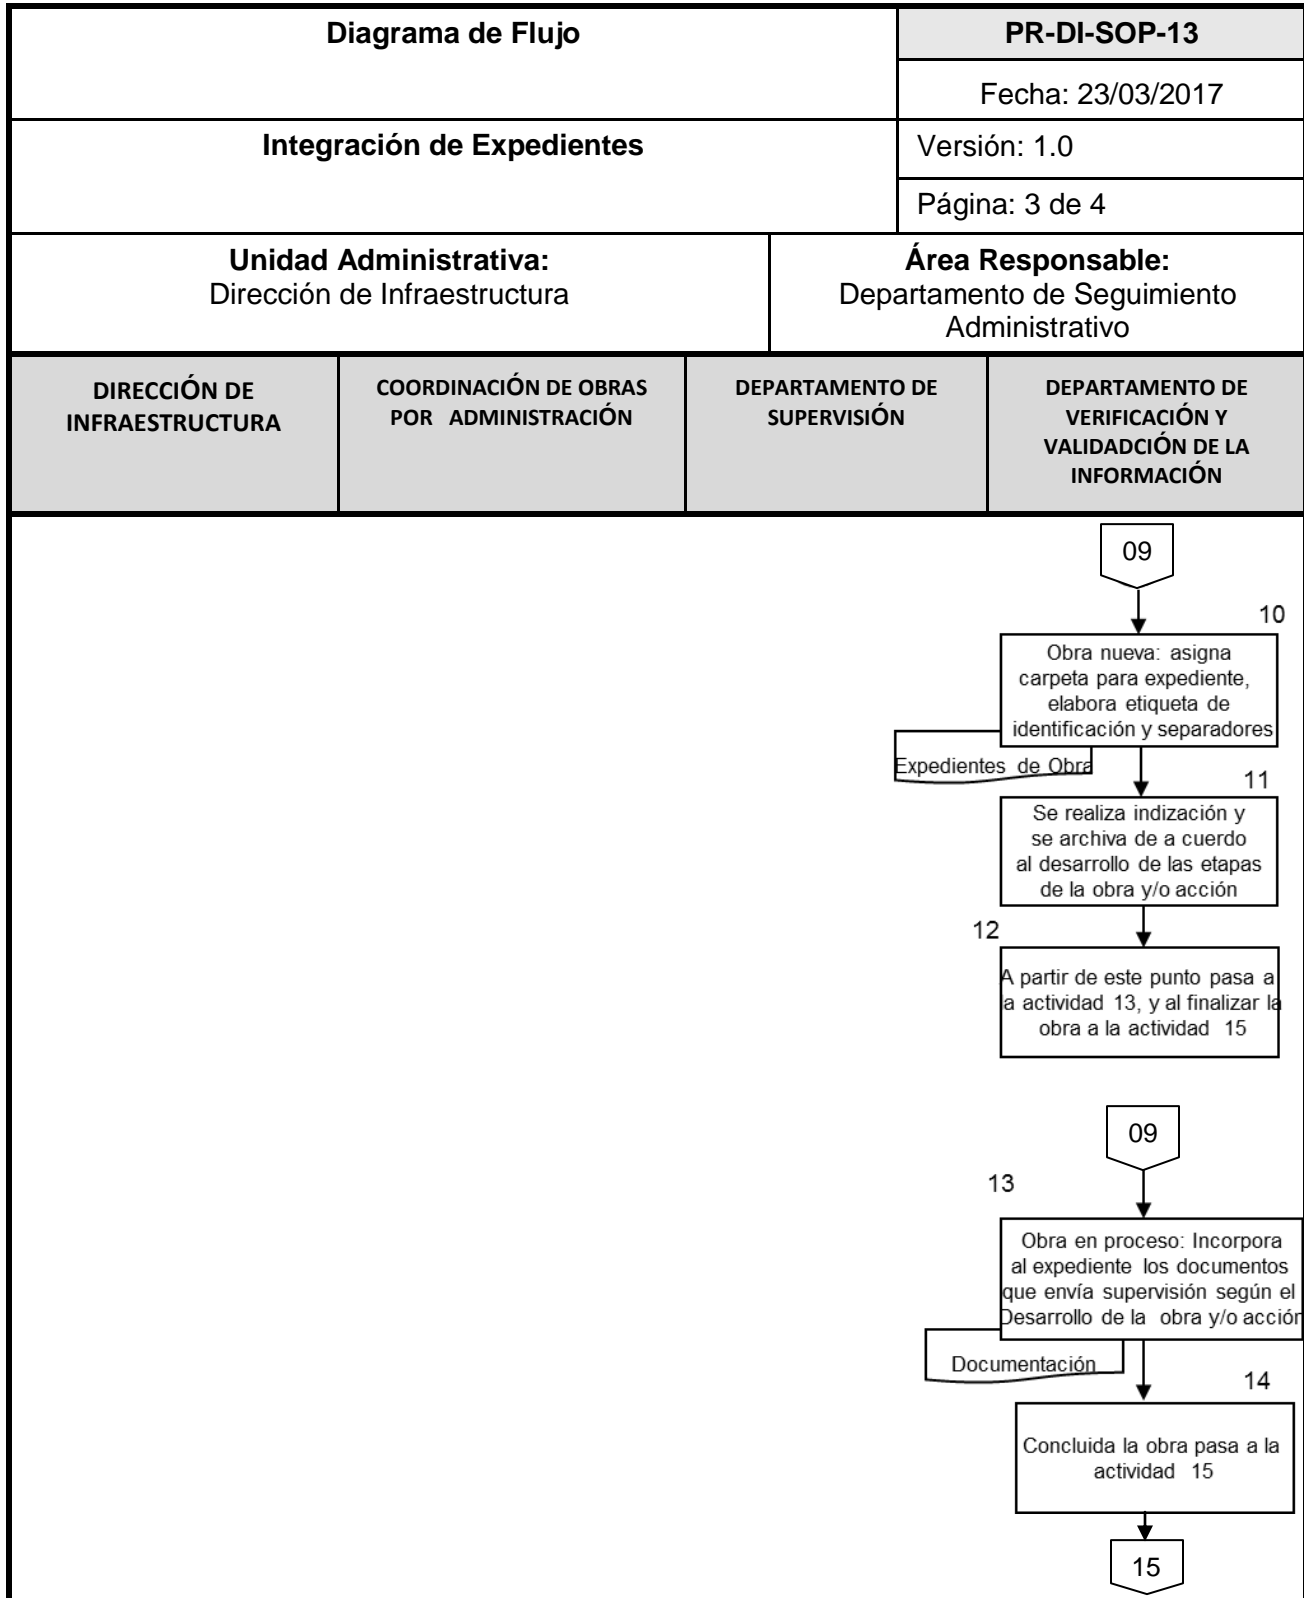 Diagrama de Flujo
PR-DI-SOP-13
Fecha: 23/03/2017
Integración de Expedientes
Versión: 1.0
Página: 3 de 4
Unidad Administrativa:
Dirección de Infraestructura
Área Responsable:
Departamento de Seguimiento
Administrativo
DIRECCIÓN DE
INFRAESTRUCTURA
COORDINACIÓN DE OBRAS
POR ADMINISTRACIÓN
DEPARTAMENTO DE
SUPERVISIÓN
DEPARTAMENTO DE
VERIFICACIÓN Y
VALIDADCIÓN DE LA
INFORMACIÓN
09
10
Obra nueva: asigna
carpeta para expediente,
elabora etiqueta de
identificación y separadores
Expedientes de Obra
11
Se realiza indización y
se archiva de a cuerdo
al desarrollo de las etapas
de la obra y/o acción
12
A partir de este punto pasa a
a actividad 13, y al finalizar la
obra a la actividad 15
09
13
Obra en proceso: Incorpora
al expediente los documentos
que envía supervisión según el
Desarrollo de la obra y/o acción
Documentación
14
Concluida la obra pasa a la
actividad 15
15